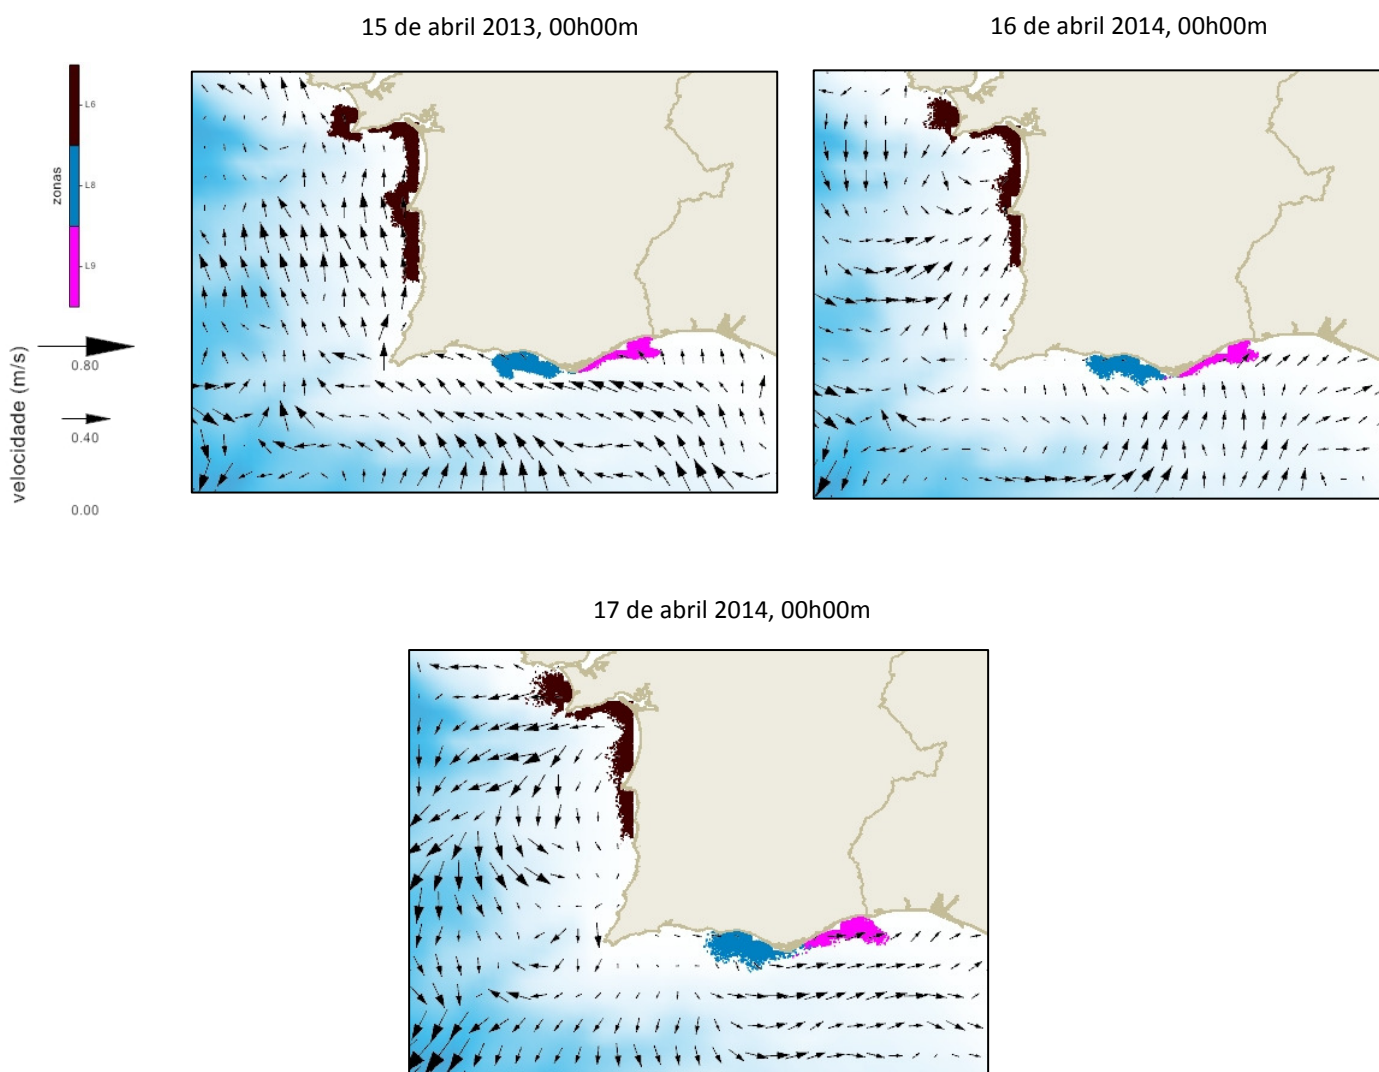 15 de abril 2013, 00h00m
16 de abril 2014, 00h00m
zonas
L6
L8
L9
velocidade (m/s)
0.80
0.40
0.00
17 de abril 2014, 00h00m